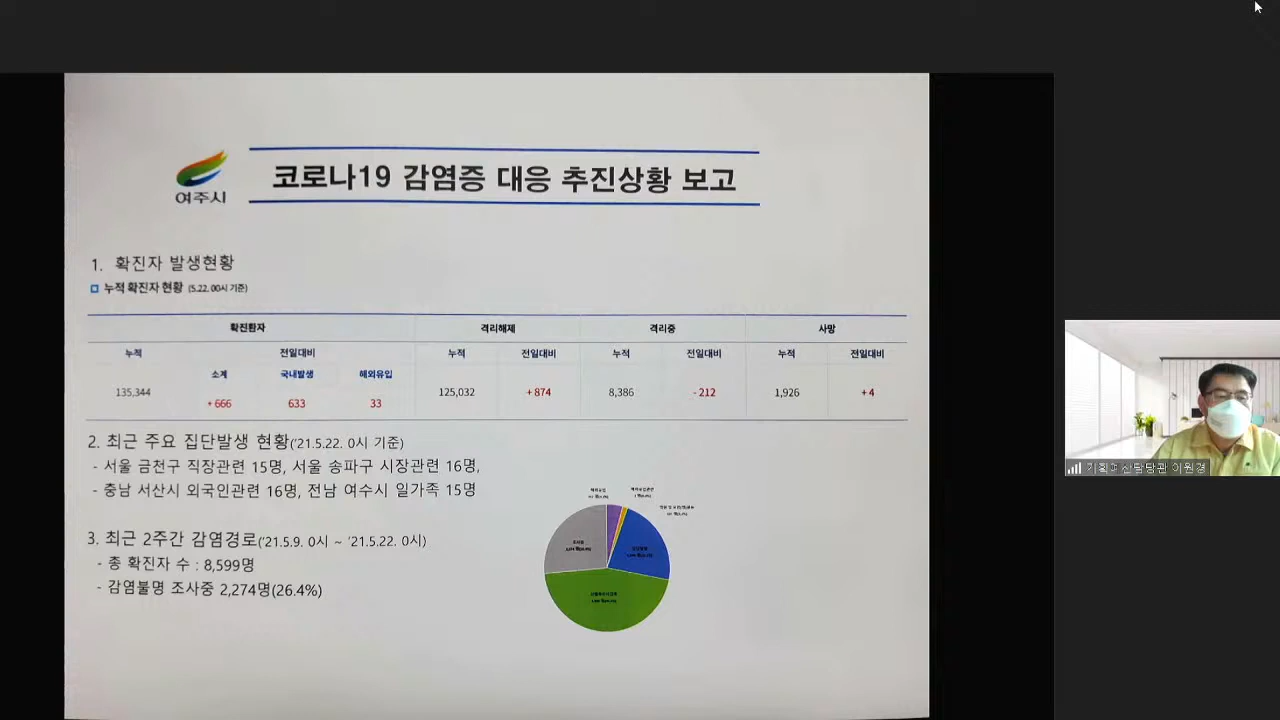 여주시
코로나19 감염증 대응 추진상황 보고
1. 확진자 발생현황
누적 확진자 현황 (5.22. 00시 기준)
확진환자 격리해제 격리중 사망
누적 전일대비 누적 전일대비 누적 전일대비 누적 전일대비
소계 국내발생 해외유입
135,344 125,032 +874 8,386 -212 1,926 +4
+666 633 33
2. 최근 주요 집단발생 현황('21.5.22. 0시 기준)
- 서울 금천구 직장관련 15명, 서울 송파구 시장관련 16명,
- 충남 서산시 외국인관련 16명, 전남 여수시 일가족 15명
3. 최근 2주간 감염경로('21.5.9. 0시 ~ '21.5.22. 0시)
- 총 확진자 수 : 8,599명
- 감염불명 조사중 2,274명(26.4%)
기획예산담당관 이원경